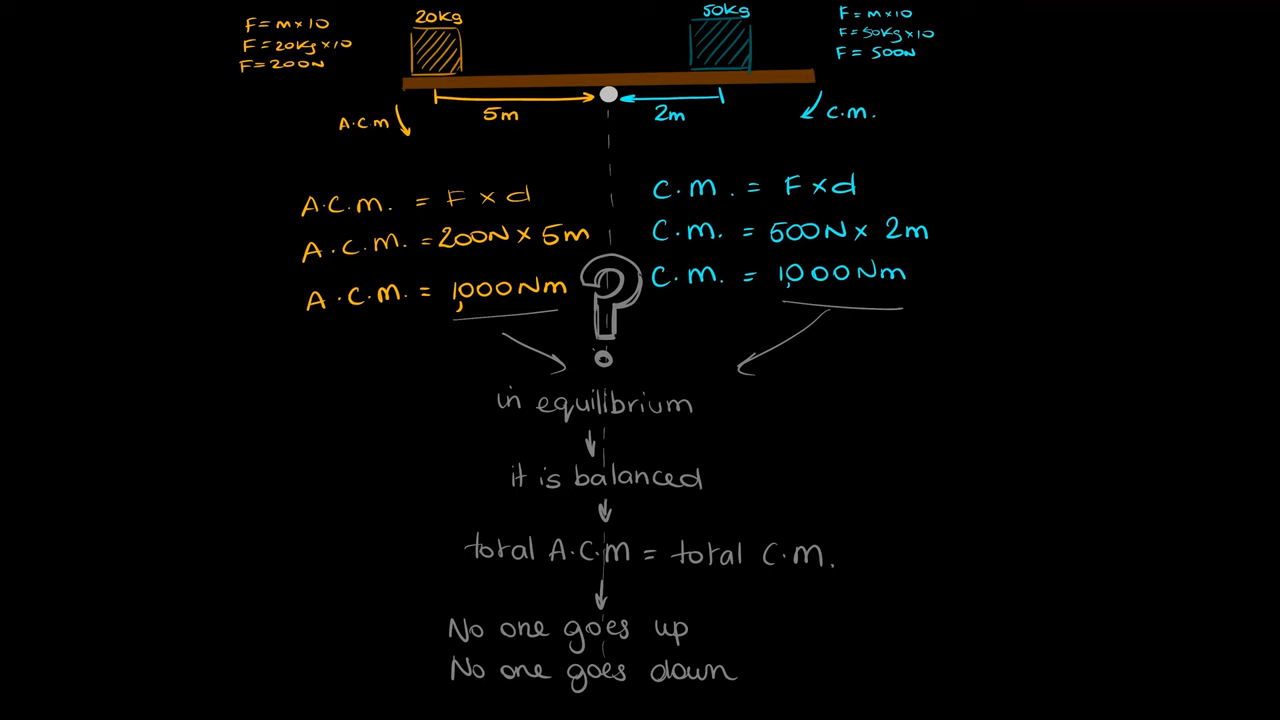 F = m × 10
F = 20Kg × 10
F = 200N
20Kg
50Kg
F = m × 10
F = 50Kg × 10
F = 500N
A.C.M
5m
2m
C.M.
A.C.M. = F × d
A.C.M. = 200N × 5m
A.C.M. = 1,000Nm
C.M. = F × d
C.M. = 500N × 2m
C.M. = 1,000Nm
?
in equilibrium
it is balanced
total A.C.M = total C.M.
No one goes up
No one goes down